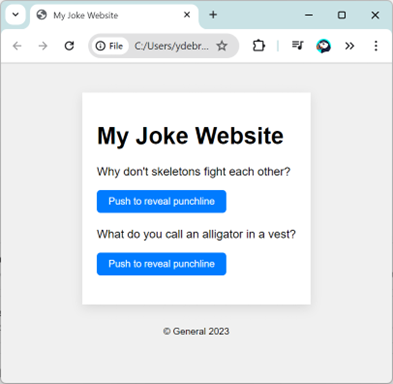 My Joke Website
File
C:/Users/ydebr...
My Joke Website
Why don't skeletons fight each other?
Push to reveal punchline
What do you call an alligator in a vest?
Push to reveal punchline
© General 2023